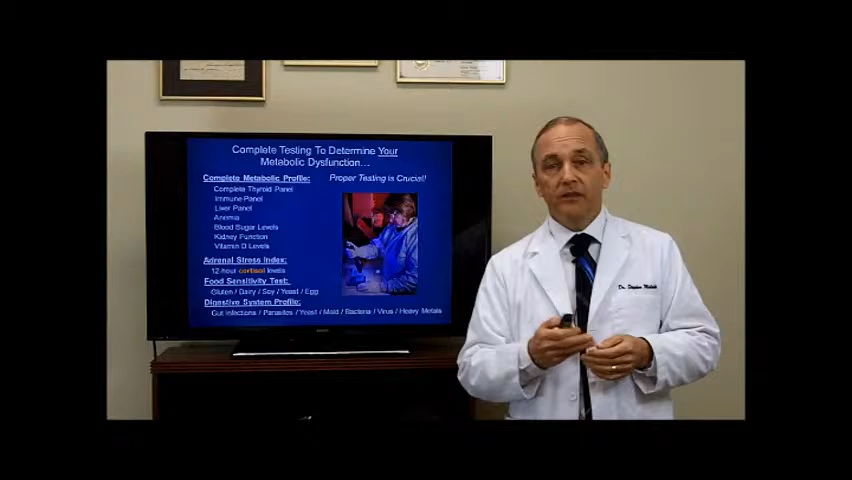 Complete Testing To Determine Your
Metabolic Dysfunction...
Complete Metabolic Profile:
Proper Testing is Crucial!
Complete Thyroid Panel
Immune Panel
Liver Panel
Anemia
Blood Sugar Levels
Kidney Function
Vitamin D Levels
Adrenal Stress Index:
12-hour cortisol levels
Food Sensitivity Test:
Gluten / Dairy / Soy / Yeast / Egg
Digestive System Profile:
Gut Infections / Parasites / Yeast / Mold / Bacteria / Virus / Heavy Metals
Dr.